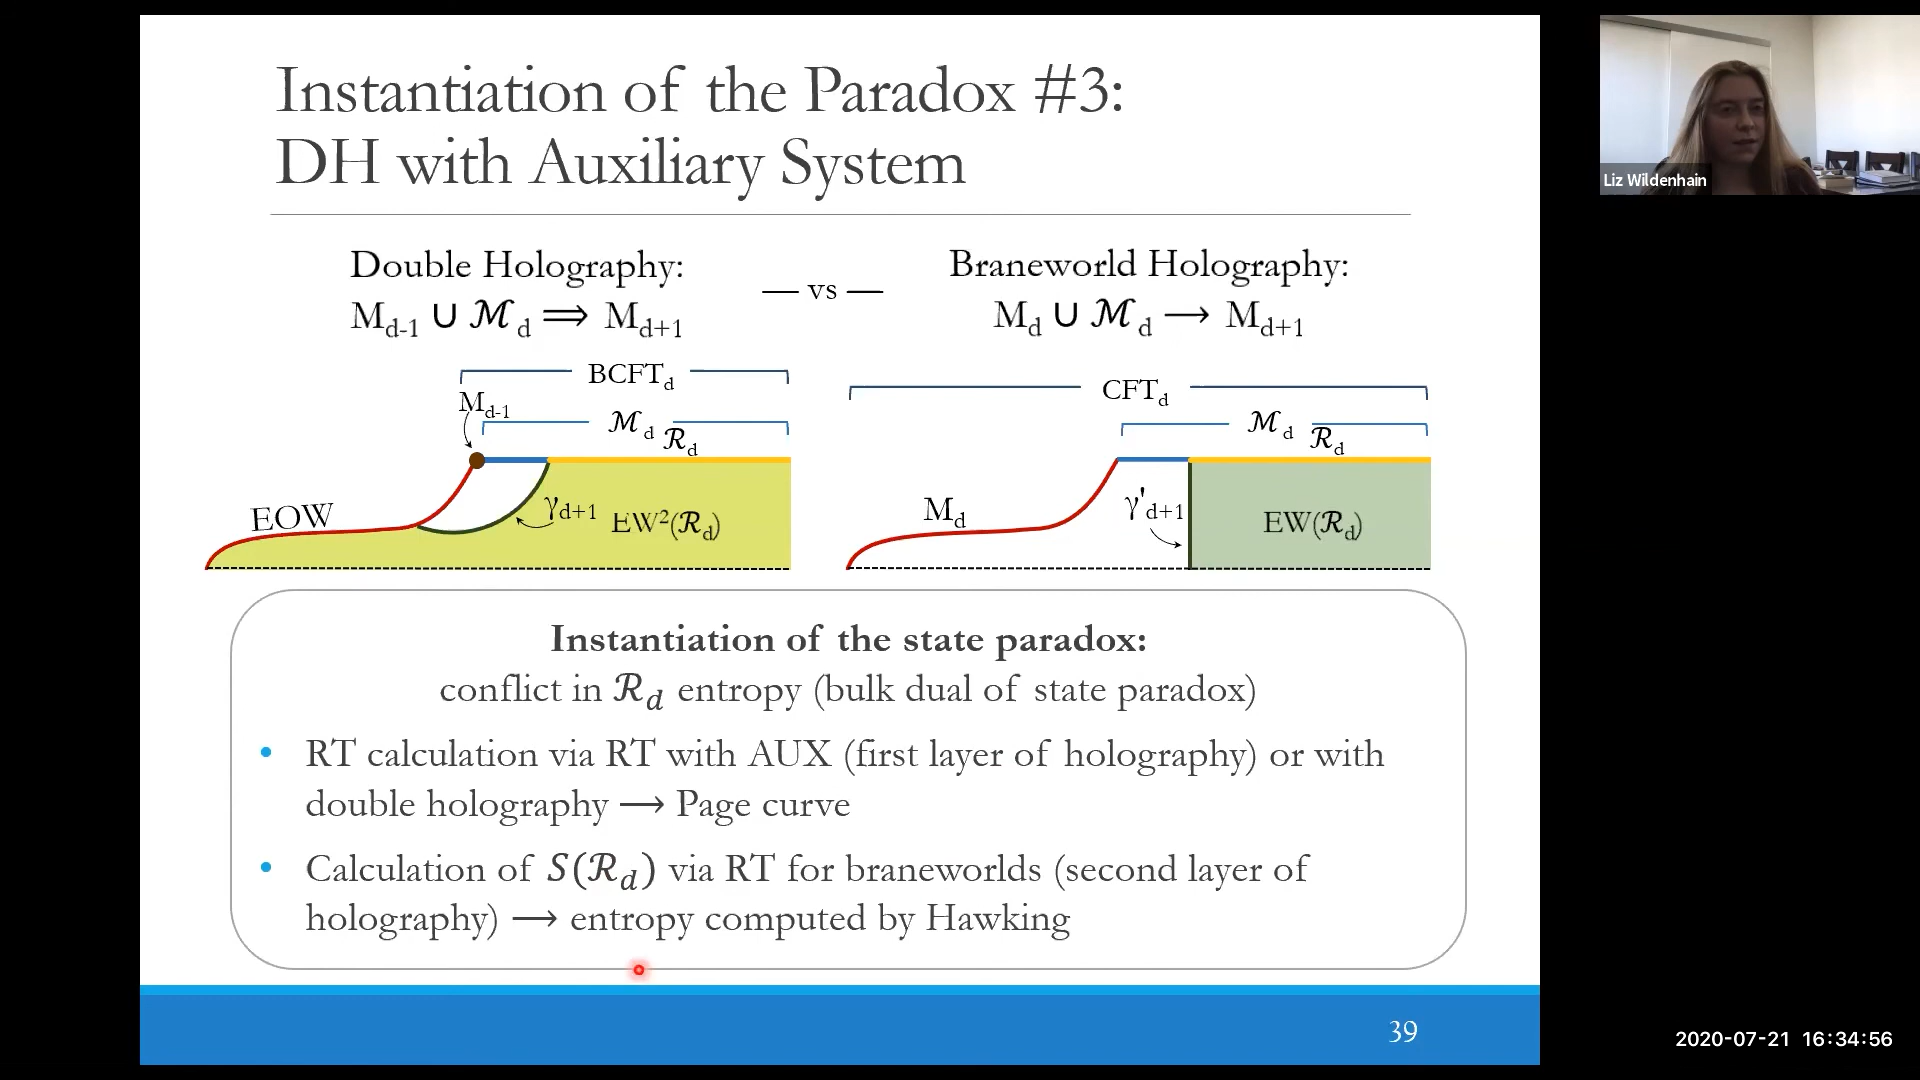 Instantiation of the Paradox #3:
DH with Auxiliary System
Double Holography:
M_{d-1} ∪ ℳ_d ⟹ M_{d+1}
— vs —
Braneworld Holography:
M_d ∪ ℳ_d ⟶ M_{d+1}
BCFT_d
M_{d-1}
ℳ_d
ℛ_d
EOW
γ_{d+1}
EW²(ℛ_d)
CFT_d
ℳ_d
ℛ_d
M_d
γ'_{d+1}
EW(ℛ_d)
Instantiation of the state paradox:
conflict in ℛ_d entropy (bulk dual of state paradox)
• RT calculation via RT with AUX (first layer of holography) or with
double holography ⟶ Page curve
• Calculation of S(ℛ_d) via RT for braneworlds (second layer of
holography) ⟶ entropy computed by Hawking
39
Liz Wildenhain
2020-07-21 16:34:56